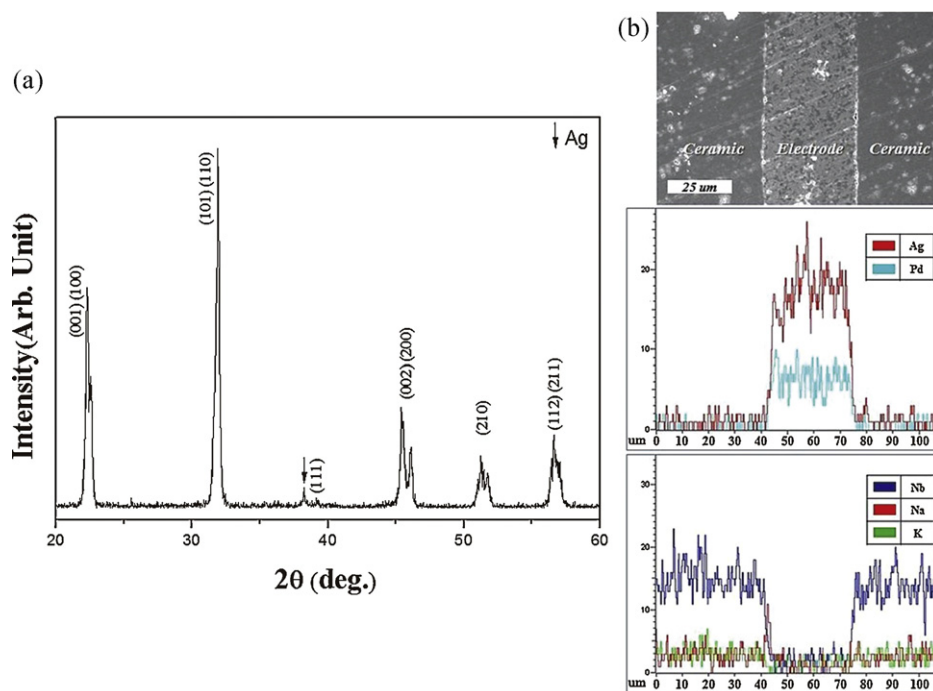 (a)
Intensity(Arb. Unit)
(001) (100)
(101) (110)
(111)
(002) (200)
(210)
(112) (211)
Ag
20 30 40 50 60
2θ (deg.)
(b)
Ceramic Electrode Ceramic
25 um
Ag
Pd
20
10
0
um 0 10 20 30 40 50 60 70 80 90 100
Nb
Na
K
30
20
10
0
um 0 10 20 30 40 50 60 70 80 90 100